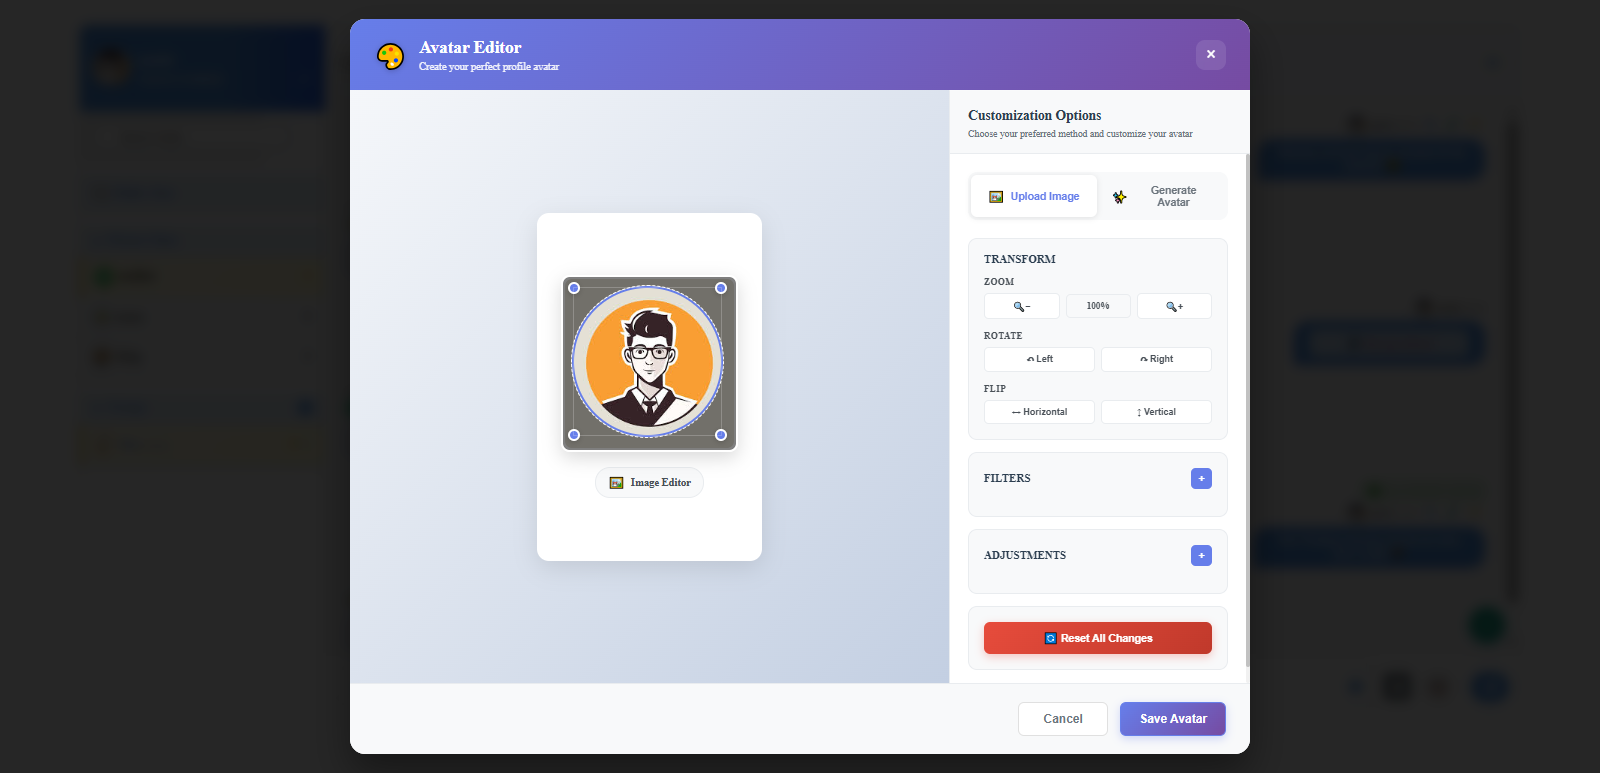 Avatar Editor
Create your perfect profile avatar
×
Customization Options
Choose your preferred method and customize your avatar
Upload Image
Generate
Avatar
TRANSFORM
ZOOM
🔍−
100%
🔍+
ROTATE
↶ Left
↷ Right
FLIP
↔ Horizontal
↕ Vertical
Image Editor
FILTERS
+
ADJUSTMENTS
+
Reset All Changes
Cancel
Save Avatar